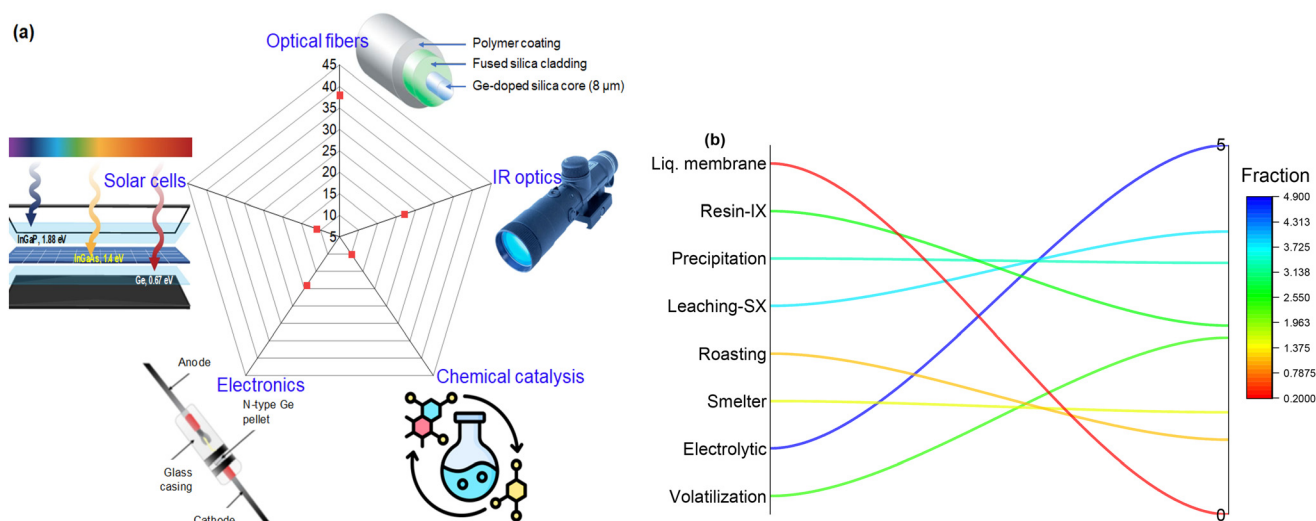 (a)
Optical fibers
Polymer coating
Fused silica cladding
Ge-doped silica core (8 µm)
45
40
35
30
25
20
15
10
5
Solar cells
IR optics
InGaP, 1.88 eV
InGaAs, 1.4 eV
Ge, 0.67 eV
Electronics
Chemical catalysis
Anode
N-type Ge
pellet
Glass
casing
Cathode
(b)
Liq. membrane
Resin-IX
Precipitation
Leaching-SX
Roasting
Smelter
Electrolytic
Volatilization
5
0
Fraction
4.900
4.313
3.725
3.138
2.550
1.963
1.375
0.7875
0.2000